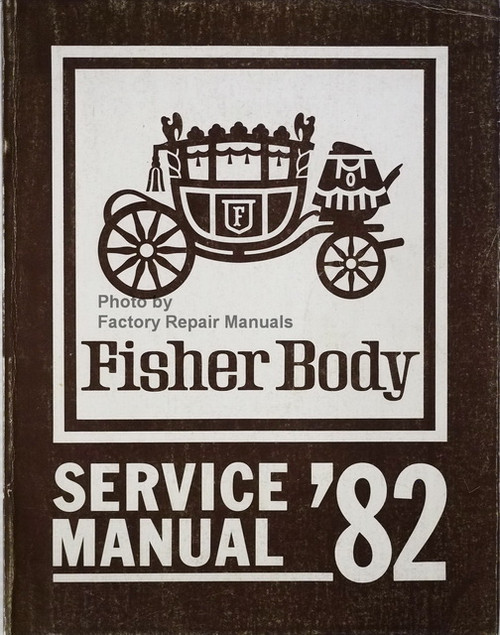 F
Photo by
Factory Repair Manuals
Fisher Body
SERVICE
MANUAL '82